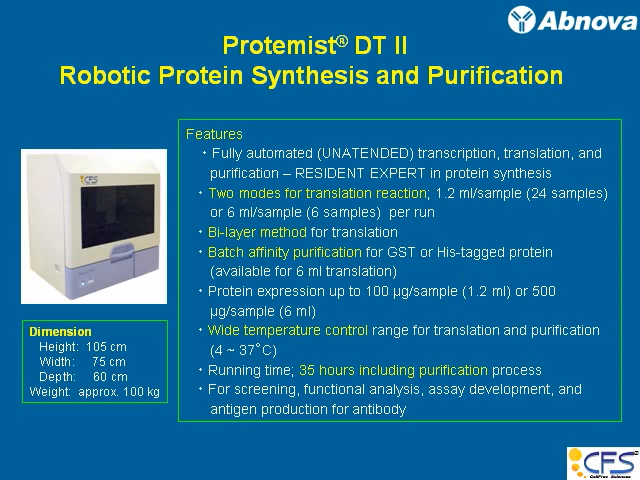 Abnova
Protemist® DT II
Robotic Protein Synthesis and Purification
Features
・Fully automated (UNATENDED) transcription, translation, and
purification – RESIDENT EXPERT in protein synthesis
・Two modes for translation reaction; 1.2 ml/sample (24 samples)
or 6 ml/sample (6 samples) per run
・Bi-layer method for translation
・Batch affinity purification for GST or His-tagged protein
(available for 6 ml translation)
・Protein expression up to 100 µg/sample (1.2 ml) or 500
µg/sample (6 ml)
・Wide temperature control range for translation and purification
(4 ~ 37˚C)
・Running time; 35 hours including purification process
・For screening, functional analysis, assay development, and
antigen production for antibody
CFS
Dimension
Height: 105 cm
Width: 75 cm
Depth: 60 cm
Weight: approx. 100 kg
CFS
CellFree Sciences